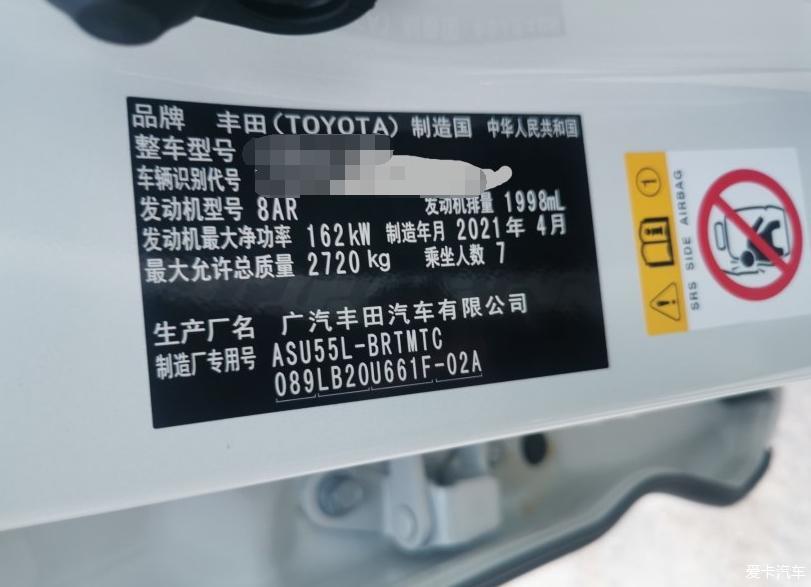 品牌 丰田(TOYOTA) 制造国 中华人民共和国
整车型号
车辆识别代号
发动机型号 8AR 发动机排量 1998mL
发动机最大净功率 162kW 制造年月 2021年 4月
最大允许总质量 2720kg 乘坐人数 7
生产厂名 广汽丰田汽车有限公司
制造厂专用号 ASU55L-BRTMTC
089LB20U661F-02A
1
SRS SIDE AIRBAG
爱卡汽车